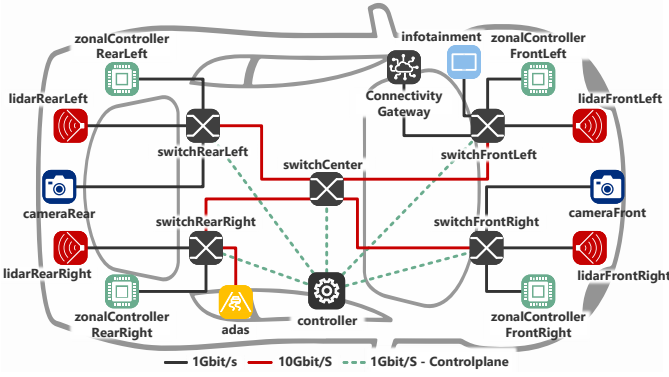 zonalController
RearLeft
infotainment
zonalController
FrontLeft
lidarRearLeft
Connectivity
Gateway
lidarFrontLeft
switchRearLeft
switchCenter
switchFrontLeft
cameraRear
switchRearRight
switchFrontRight
cameraFront
lidarRearRight
lidarFrontRight
zonalController
RearRight
adas
controller
zonalController
FrontRight
1Gbit/s
10Gbit/S
1Gbit/S - Controlplane